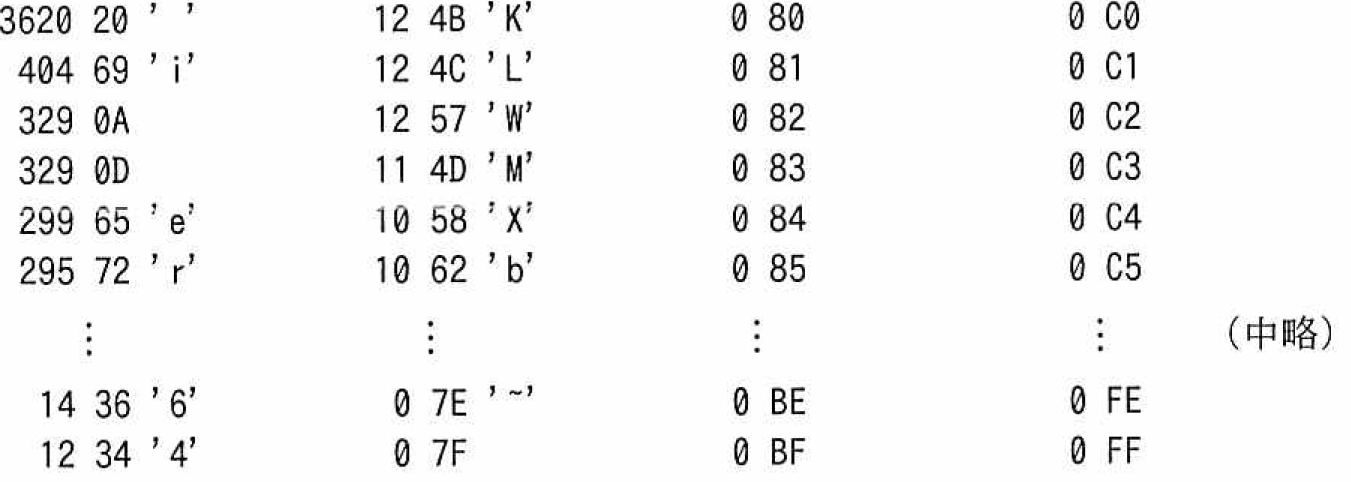 3620 20 ' ' 12 4B 'K' 0 80 0 C0
404 69 'i' 12 4C 'L' 0 81 0 C1
329 0A 12 57 'W' 0 82 0 C2
329 0D 11 4D 'M' 0 83 0 C3
299 65 'e' 10 58 'X' 0 84 0 C4
295 72 'r' 10 62 'b' 0 85 0 C5
⋮ ⋮ ⋮ ⋮ (中略)
14 36 '6' 0 7E '~' 0 BE 0 FE
12 34 '4' 0 7F 0 BF 0 FF